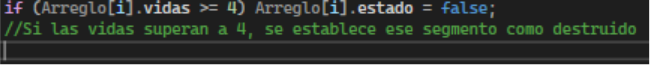 if (Arreglo[i].vidas >= 4) Arreglo[i].estado = false;
//Si las vidas superan a 4, se establece ese segmento como destruido